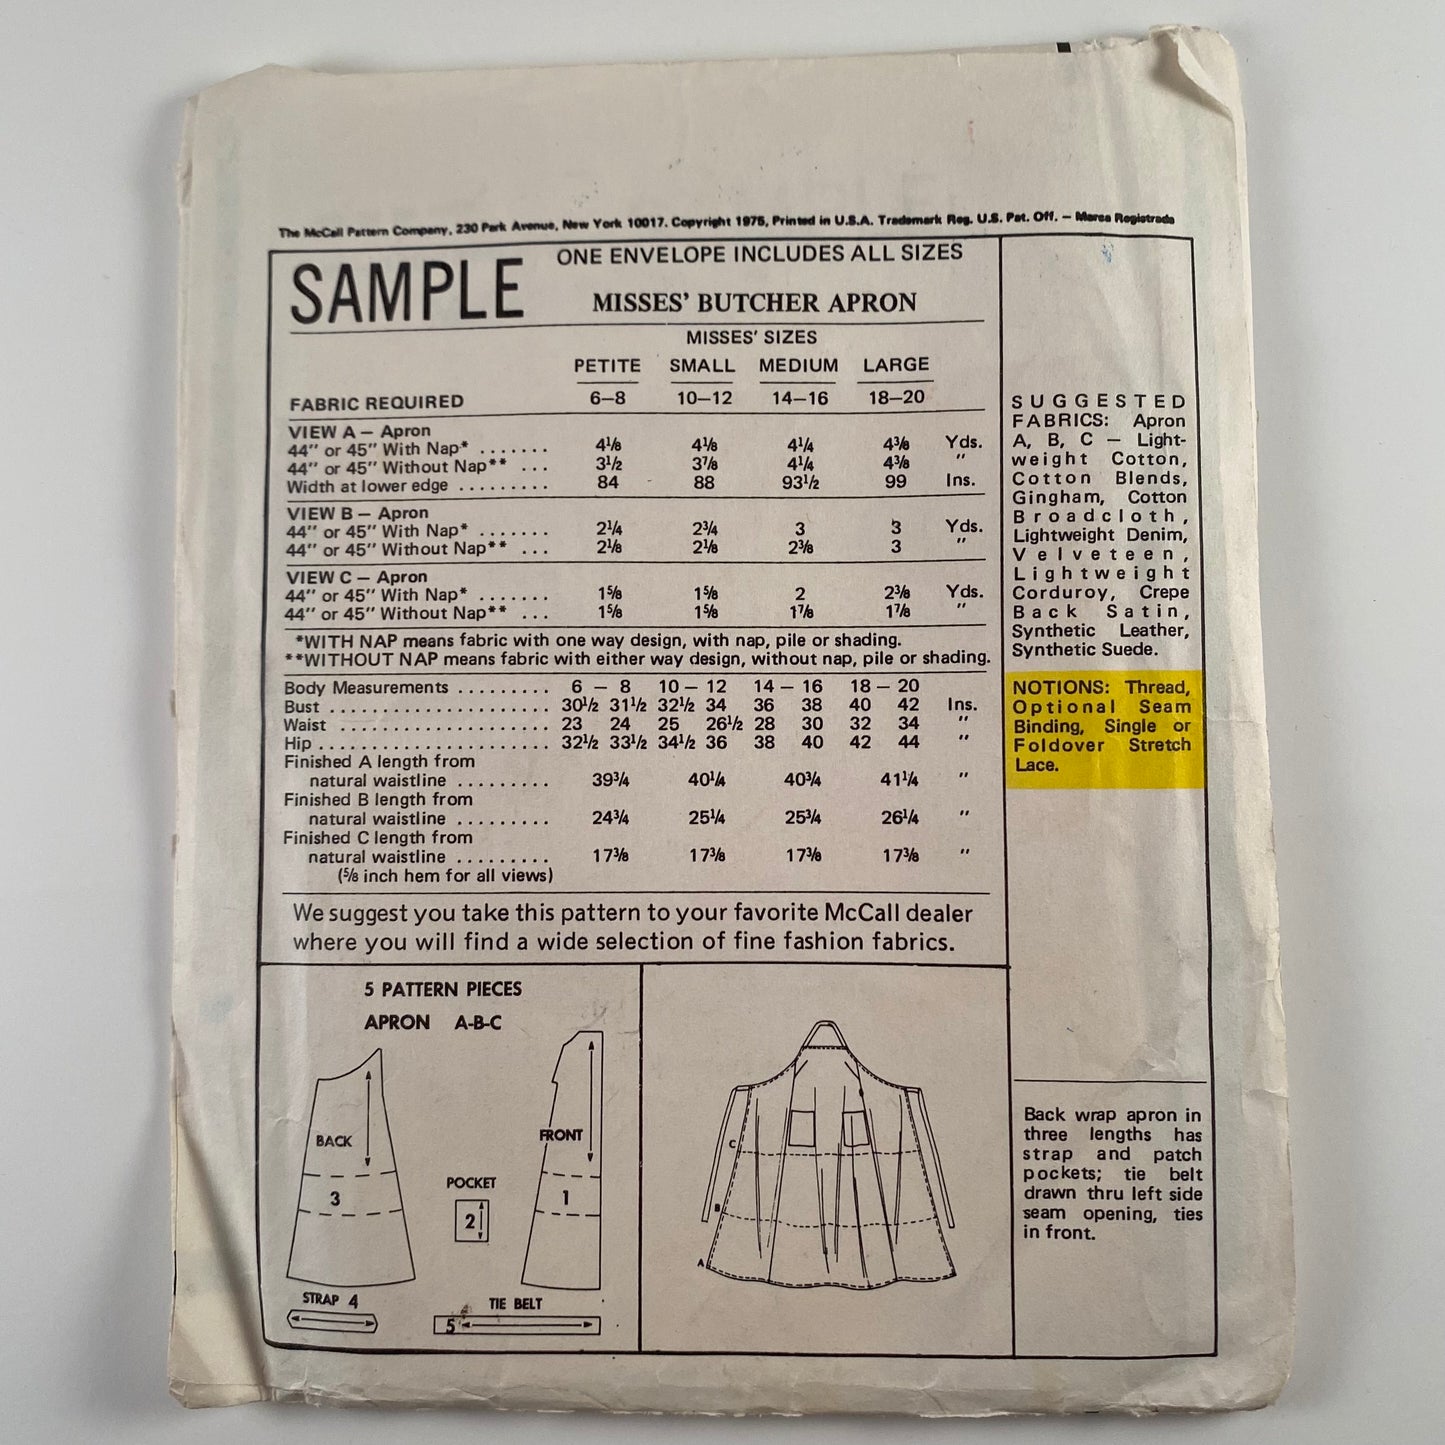 The McCall Pattern Company, 230 Park Avenue, New York 10017. Copyright 1975, Printed in U.S.A. Trademark Reg. U.S. Pat. Off. – Marca Registrada
SAMPLE
ONE ENVELOPE INCLUDES ALL SIZES
MISSES’ BUTCHER APRON
MISSES’ SIZES
PETITE SMALL MEDIUM LARGE
FABRIC REQUIRED 6–8 10–12 14–16 18–20
VIEW A – Apron
44” or 45” With Nap* ....... 4⅛ 4⅛ 4¼ 4⅜ Yds.
44” or 45” Without Nap** ... 3½ 3⅞ 4¼ 4⅜ ”
Width at lower edge ......... 84 88 93½ 99 Ins.
VIEW B – Apron
44” or 45” With Nap* ....... 2¼ 2¾ 3 3 Yds.
44” or 45” Without Nap** ... 2⅛ 2⅛ 2⅜ 3 ”
VIEW C – Apron
44” or 45” With Nap* ....... 1⅝ 1⅝ 2 2⅜ Yds.
44” or 45” Without Nap** ... 1⅝ 1⅝ 1⅞ 1⅞ ”
*WITH NAP means fabric with one way design, with nap, pile or shading.
**WITHOUT NAP means fabric with either way design, without nap, pile or shading.
Body Measurements ......... 6 – 8 10 – 12 14 – 16 18 – 20
Bust ..................... 30½ 31½ 32½ 34 36 38 40 42 Ins.
Waist .................... 23 24 25 26½ 28 30 32 34 ”
Hip ...................... 32½ 33½ 34½ 36 38 40 42 44 ”
Finished A length from
natural waistline ......... 39¾ 40¼ 40¾ 41¼ ”
Finished B length from
natural waistline ......... 24¾ 25¼ 25¾ 26¼ ”
Finished C length from
natural waistline ......... 17⅜ 17⅜ 17⅜ 17⅜ ”
(⅝ inch hem for all views)
We suggest you take this pattern to your favorite McCall dealer
where you will find a wide selection of fine fashion fabrics.
SUGGESTED
FABRICS: Apron
A, B, C – Light-
weight Cotton,
Cotton Blends,
Gingham, Cotton
Broadcloth,
Lightweight Denim,
Velveteen,
Lightweight
Corduroy, Crepe
Back Satin,
Synthetic Leather,
Synthetic Suede.
NOTIONS: Thread,
Optional Seam
Binding, Single or
Foldover Stretch
Lace.
5 PATTERN PIECES
APRON A-B-C
BACK
3
FRONT
1
POCKET
2
STRAP 4
TIE BELT
5
C
B
A
Back wrap apron in
three lengths has
strap and patch
pockets; tie belt
drawn thru left side
seam opening, ties
in front.